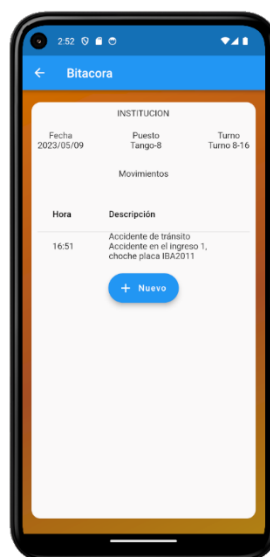 2:52
Bitacora
INSTITUCION
Fecha Puesto Turno
2023/05/09 Tango-8 Turno 8-16
Movimientos
Hora Descripción
16:51 Accidente de tránsito
Accidente en el ingreso 1,
choche placa IBA2011
+ Nuevo